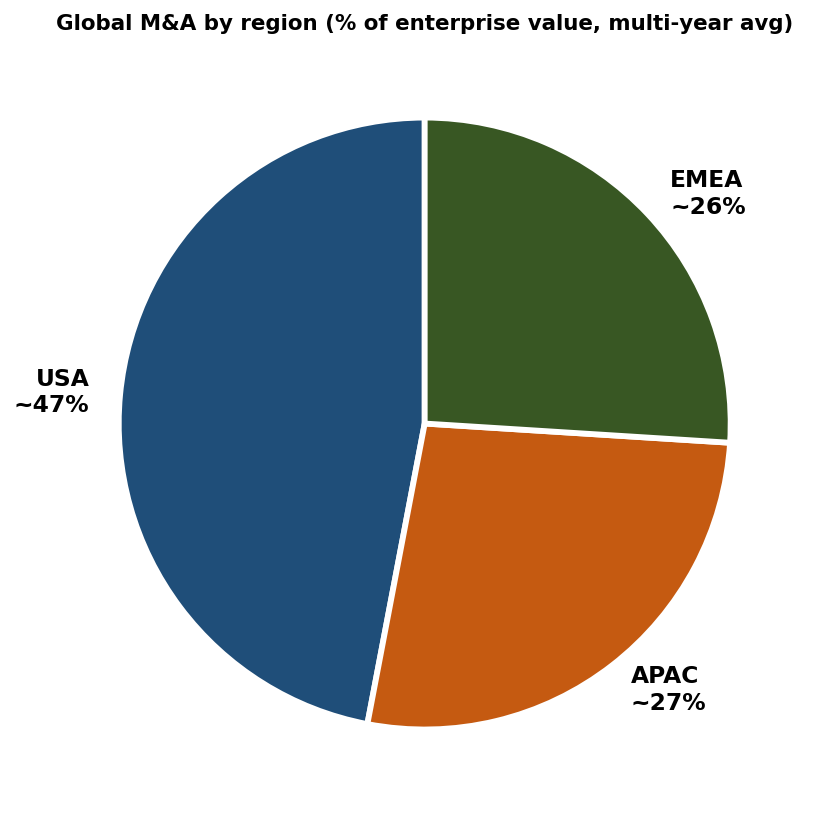 Global M&A by region (% of enterprise value, multi-year avg)
EMEA
~26%
USA
~47%
APAC
~27%